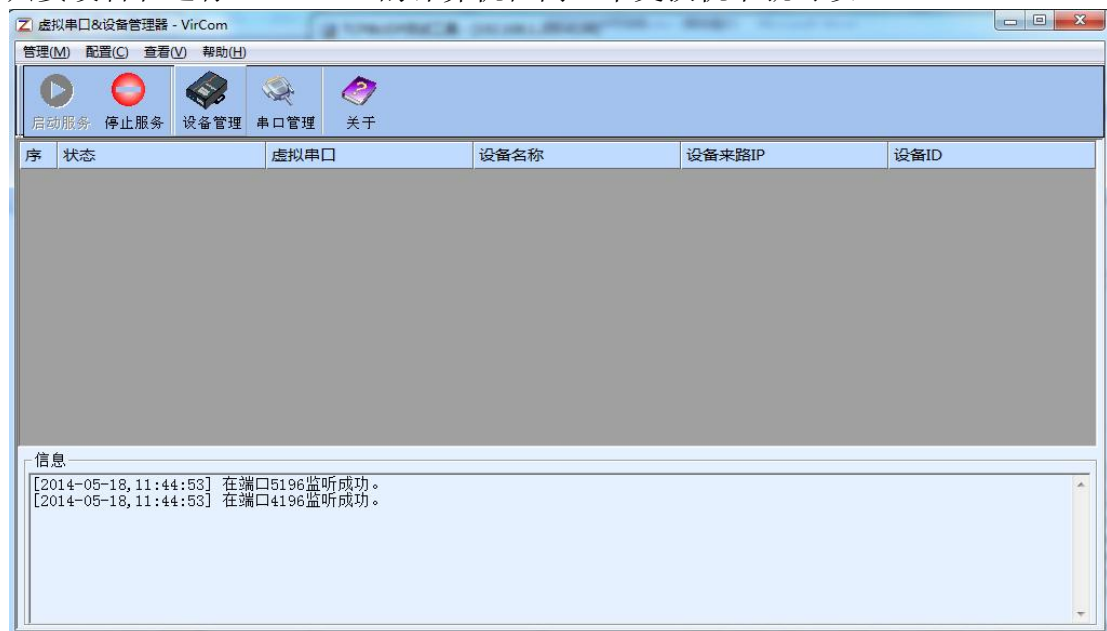 虚拟串口&设备管理器 - VirCom
管理(M) 配置(C) 查看(V) 帮助(H)
启动服务 停止服务 设备管理 串口管理 关于
序 状态 虚拟串口 设备名称 设备来路IP 设备ID
信息
[2014-05-18,11:44:53] 在端口5196监听成功。
[2014-05-18,11:44:53] 在端口4196监听成功。